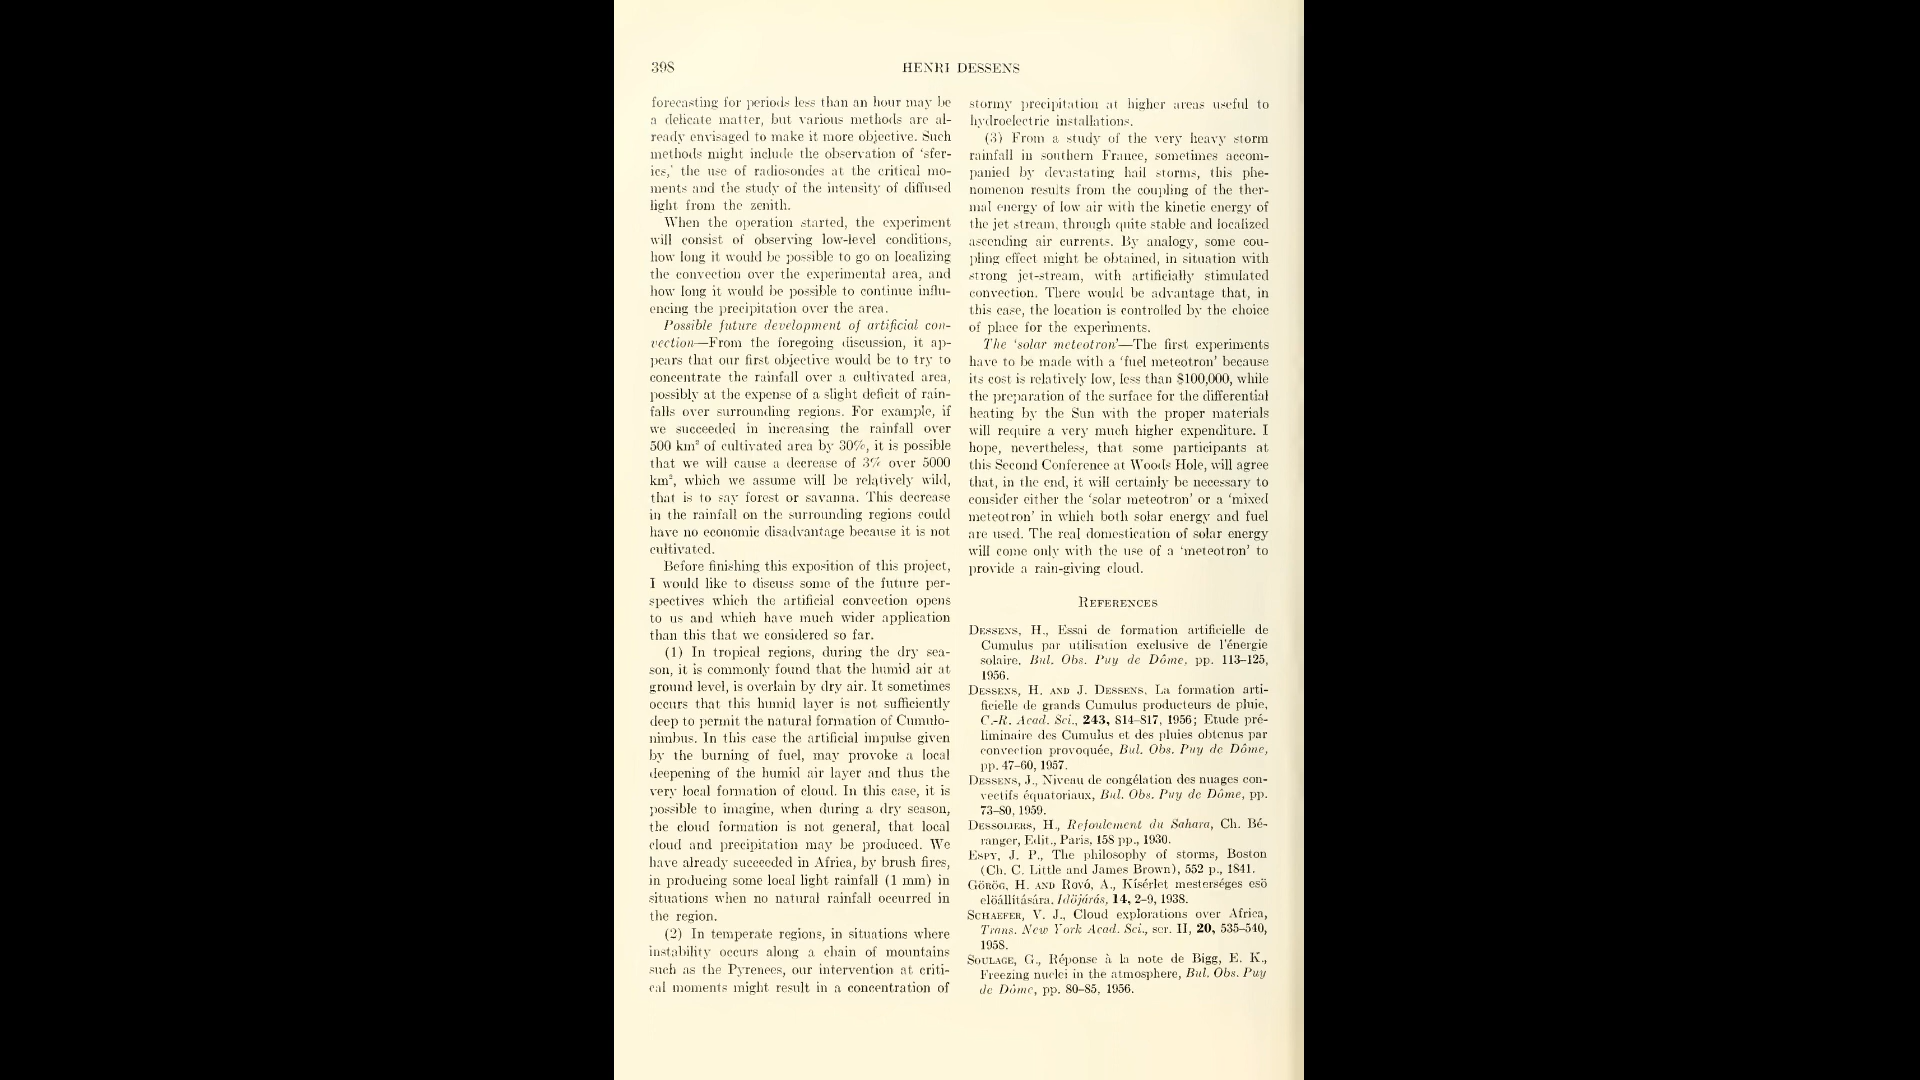 398
HENRI DESSENS
forecasting for periods less than an hour may be
a delicate matter, but various methods are al-
ready envisaged to make it more objective. Such
methods might include the observation of 'sfer-
ics,' the use of radiosondes at the critical mo-
ments and the study of the intensity of diffused
light from the zenith.
When the operation started, the experiment
will consist of observing low-level conditions,
how long it would be possible to go on localizing
the convection over the experimental area, and
how long it would be possible to continue influ-
encing the precipitation over the area.
Possible future development of artificial con-
vection—From the foregoing discussion, it ap-
pears that our first objective would be to try to
concentrate the rainfall over a cultivated area,
possibly at the expense of a slight deficit of rain-
falls over surrounding regions. For example, if
we succeeded in increasing the rainfall over
500 km² of cultivated area by 30%, it is possible
that we will cause a decrease of 3% over 5000
km², which we assume will be relatively wild,
that is to say forest or savanna. This decrease
in the rainfall on the surrounding regions could
have no economic disadvantage because it is not
cultivated.
Before finishing this exposition of this project,
I would like to discuss some of the future per-
spectives which the artificial convection opens
to us and which have much wider application
than this that we considered so far.
(1) In tropical regions, during the dry sea-
son, it is commonly found that the humid air at
ground level, is overlain by dry air. It sometimes
occurs that this humid layer is not sufficiently
deep to permit the natural formation of Cumulo-
nimbus. In this case the artificial impulse given
by the burning of fuel, may provoke a local
deepening of the humid air layer and thus the
very local formation of cloud. In this case, it is
possible to imagine, when during a dry season,
the cloud formation is not general, that local
cloud and precipitation may be produced. We
have already succeeded in Africa, by brush fires,
in producing some local light rainfall (1 mm) in
situations when no natural rainfall occurred in
the region.
(2) In temperate regions, in situations where
instability occurs along a chain of mountains
such as the Pyrenees, our intervention at criti-
cal moments might result in a concentration of
stormy precipitation at higher areas useful to
hydroelectric installations.
(3) From a study of the very heavy storm
rainfall in southern France, sometimes accom-
panied by devastating hail storms, this phe-
nomenon results from the coupling of the ther-
mal energy of low air with the kinetic energy of
the jet stream, through quite stable and localized
ascending air currents. By analogy, some cou-
pling effect might be obtained, in situation with
strong jet-stream, with artificially stimulated
convection. There would be advantage that, in
this case, the location is controlled by the choice
of place for the experiments.
The 'solar meteotron'—The first experiments
have to be made with a 'fuel meteotron' because
its cost is relatively low, less than $100,000, while
the preparation of the surface for the differential
heating by the Sun with the proper materials
will require a very much higher expenditure. I
hope, nevertheless, that some participants at
this Second Conference at Woods Hole, will agree
that, in the end, it will certainly be necessary to
consider either the 'solar meteotron' or a 'mixed
meteotron' in which both solar energy and fuel
are used. The real domestication of solar energy
will come only with the use of a 'meteotron' to
provide a rain-giving cloud.
REFERENCES
DESSENS, H., Essai de formation artificielle de
Cumulus par utilisation exclusive de l'énergie
solaire, Bul. Obs. Puy de Dôme, pp. 113–125,
1956.
DESSENS, H. AND J. DESSENS, La formation arti-
ficielle de grands Cumulus producteurs de pluie,
C.-R. Acad. Sci., 243, 814–817, 1956; Etude pré-
liminaire des Cumulus et des pluies obtenus par
convection provoquée, Bul. Obs. Puy de Dôme,
pp. 47–60, 1957.
DESSENS, J., Niveau de congélation des nuages con-
vectifs équatoriaux, Bul. Obs. Puy de Dôme, pp.
73–80, 1959.
DESSOLIERS, H., Refoulement du Sahara, Ch. Bé-
ranger, Edit., Paris, 158 pp., 1930.
ESPY, J. P., The philosophy of storms, Boston
(Ch. C. Little and James Brown), 552 p., 1841.
GÖRÖG, H. AND ROVÓ, A., Kísérlet mesterséges esö
elöállitására, Idöjárás, 14, 2–9, 1938.
SCHAEFER, V. J., Cloud explorations over Africa,
Trans. New York Acad. Sci., ser. II, 20, 535–540,
1958.
SOULAGE, G., Réponse à la note de Bigg, E. K.,
Freezing nuclei in the atmosphere, Bul. Obs. Puy
de Dôme, pp. 80–85, 1956.